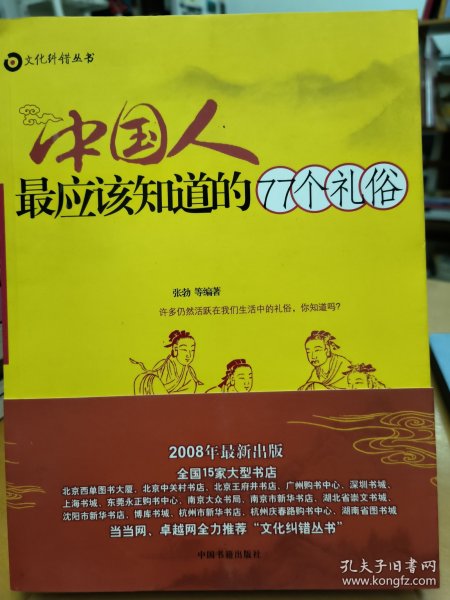 文化纠错丛书
中国人
最应该知道的77个礼俗
张勃 等编著
许多仍然活跃在我们生活中的礼俗，你知道吗？
2008年最新出版
全国15家大型书店
北京西单图书大厦、北京中关村书店、北京王府井书店、广州购书中心、深圳书城、
上海书城、东莞永正购书中心、南京大众书局、南京市新华书店、湖北省崇文书城、
沈阳市新华书店、博库书城、杭州市新华书店、杭州庆春路购书中心、湖南省图书城
当当网、卓越网全力推荐“文化纠错丛书”
中国书籍出版社
孔夫子旧书网
www.kongfz.com